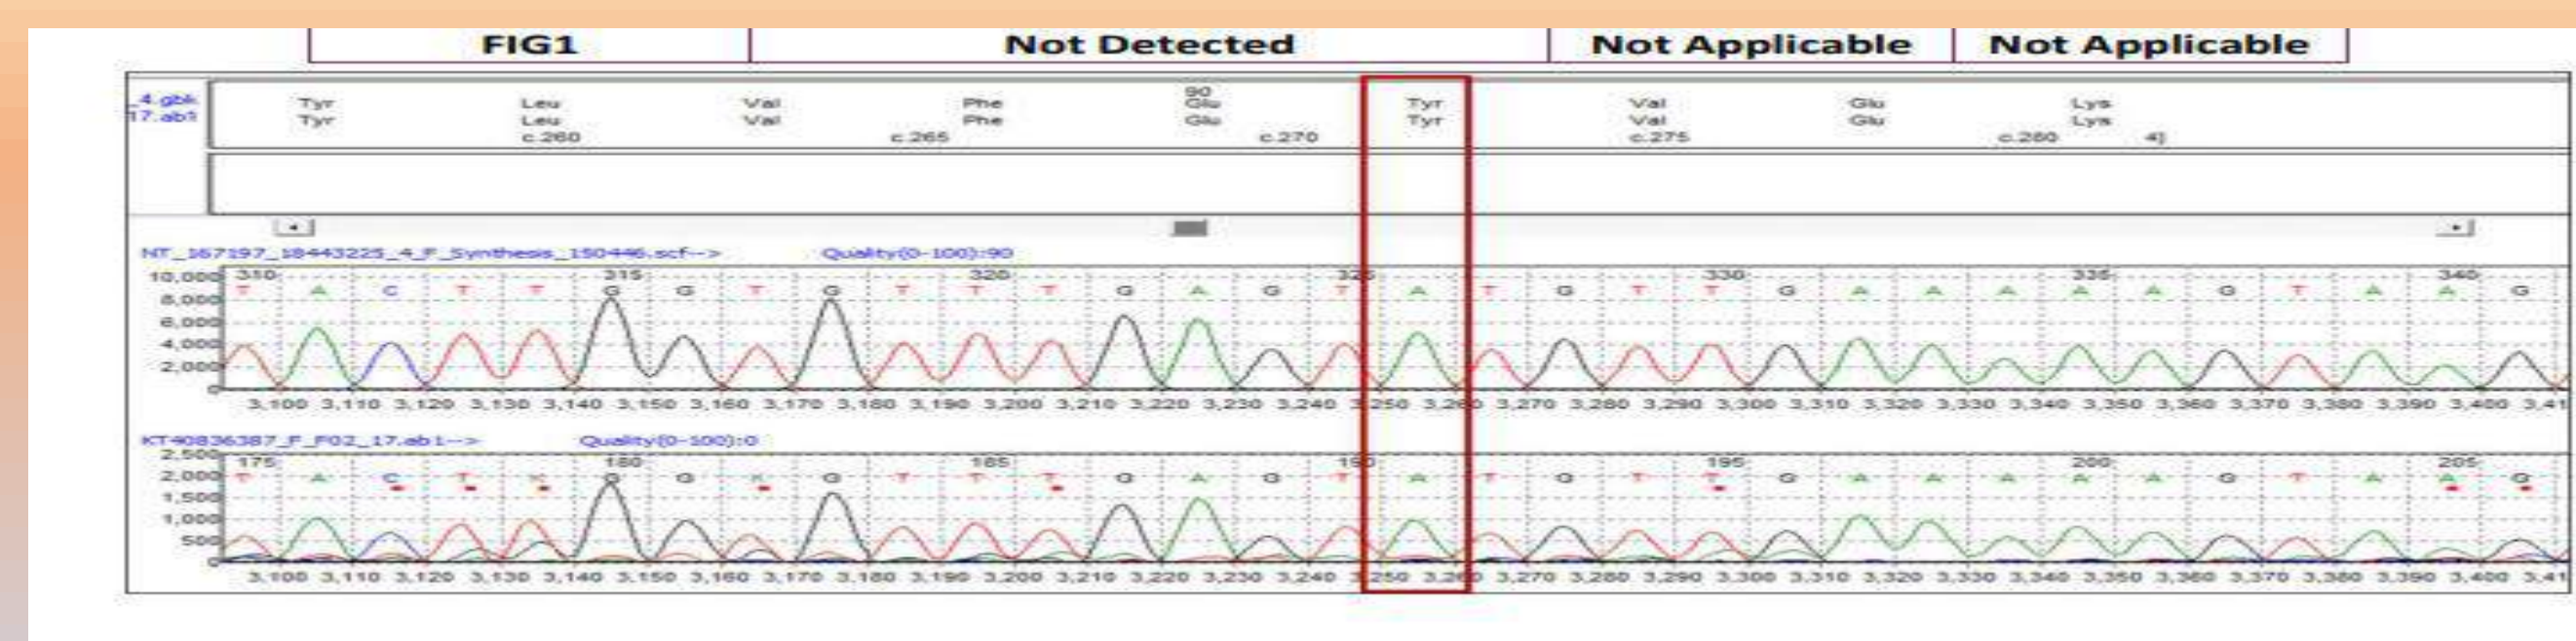 FIG1 Not Detected Not Applicable Not Applicable
_4.gbk Tyr Leu Val Phe 90 Glu Tyr Val Glu Lys
17.ab1 Tyr Leu Val Phe Glu Tyr Val Glu Lys
c.260 c.265 c.270 c.275 c.280 4]
NT_167197_18443225_4_F_Synthesis_150446.scf--> Quality(0-100):90
10,000 310 315 320 325 330 335 340
8,000 T A C T T G G T G T T T G A G T A T G T T G A A A A A G T A A G
6,000
4,000
2,000
0
3,100 3,110 3,120 3,130 3,140 3,150 3,160 3,170 3,180 3,190 3,200 3,210 3,220 3,230 3,240 3,250 3,260 3,270 3,280 3,290 3,300 3,310 3,320 3,330 3,340 3,350 3,360 3,370 3,380 3,390 3,400 3,41
KT40836387_F_F02_17.ab1--> Quality(0-100):0
2,500 175 180 185 190 195 200 205
2,000 T A C T K G G K G T T T G A G T A T G T T G A A A A A G T A A G
1,500
1,000
500
0
3,100 3,110 3,120 3,130 3,140 3,150 3,160 3,170 3,180 3,190 3,200 3,210 3,220 3,230 3,240 3,250 3,260 3,270 3,280 3,290 3,300 3,310 3,320 3,330 3,340 3,350 3,360 3,370 3,380 3,390 3,400 3,41